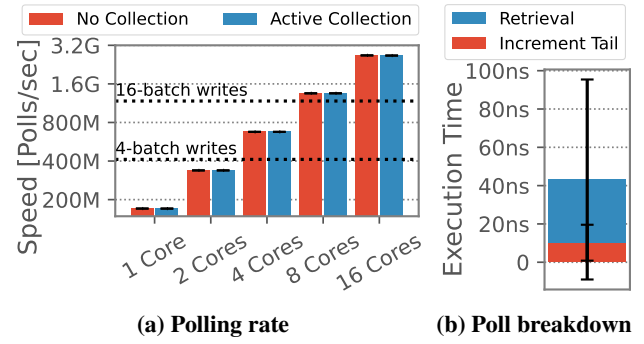 No Collection
Active Collection
Speed [Polls/sec]
3.2G
1.6G
800M
400M
200M
16-batch writes
4-batch writes
1 Core
2 Cores
4 Cores
8 Cores
16 Cores
(a) Polling rate
Retrieval
Increment Tail
Execution Time
100ns
80ns
60ns
40ns
20ns
0
(b) Poll breakdown